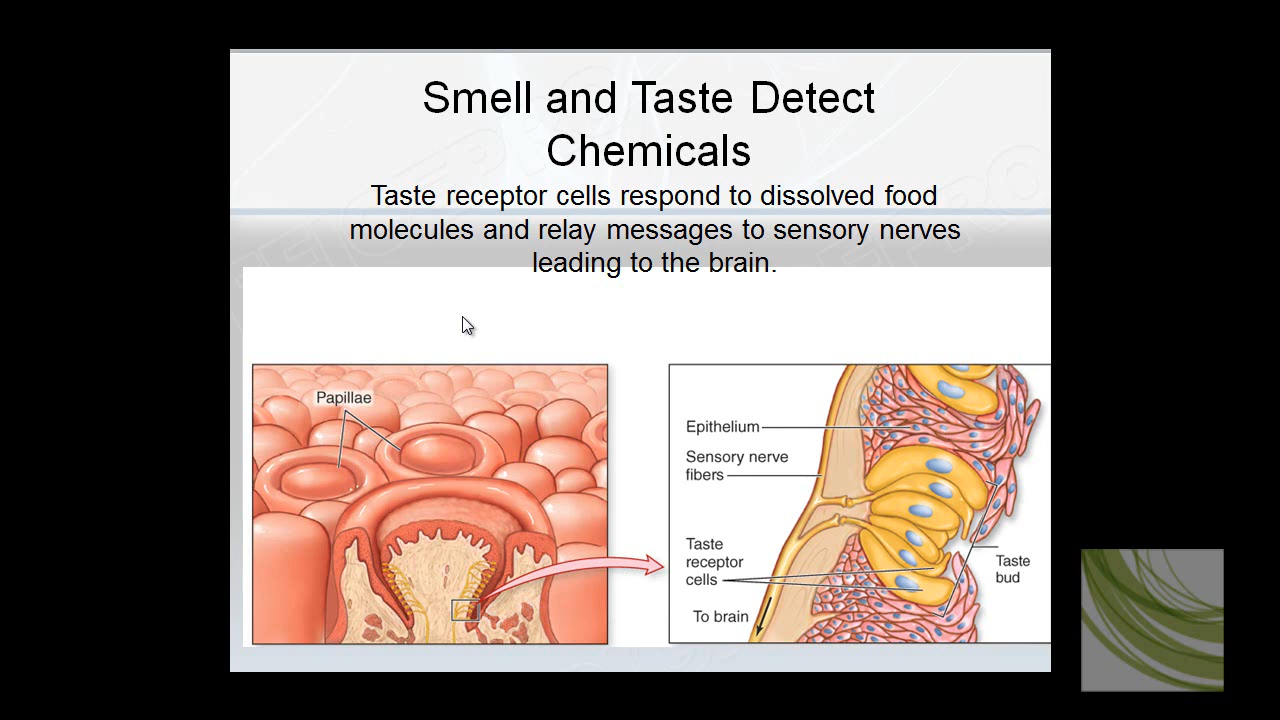 Smell and Taste Detect
Chemicals
Taste receptor cells respond to dissolved food
molecules and relay messages to sensory nerves
leading to the brain.
Papillae
Epithelium
Sensory nerve
fibers
Taste
receptor
cells
To brain
Taste
bud